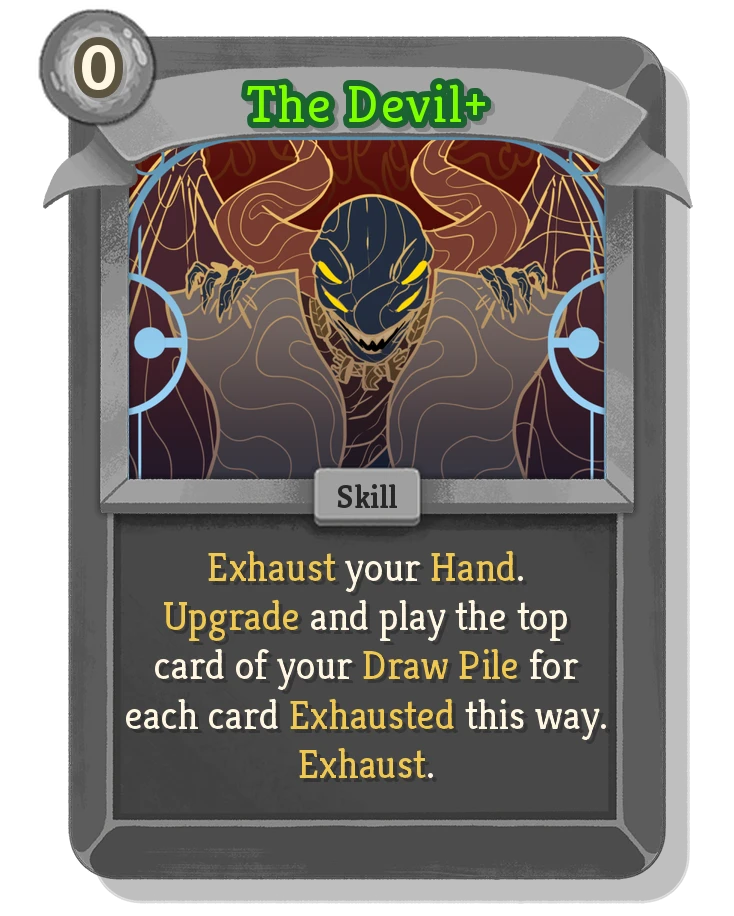 0
The Devil+
Skill
Exhaust your Hand.
Upgrade and play the top
card of your Draw Pile for
each card Exhausted this way.
Exhaust.